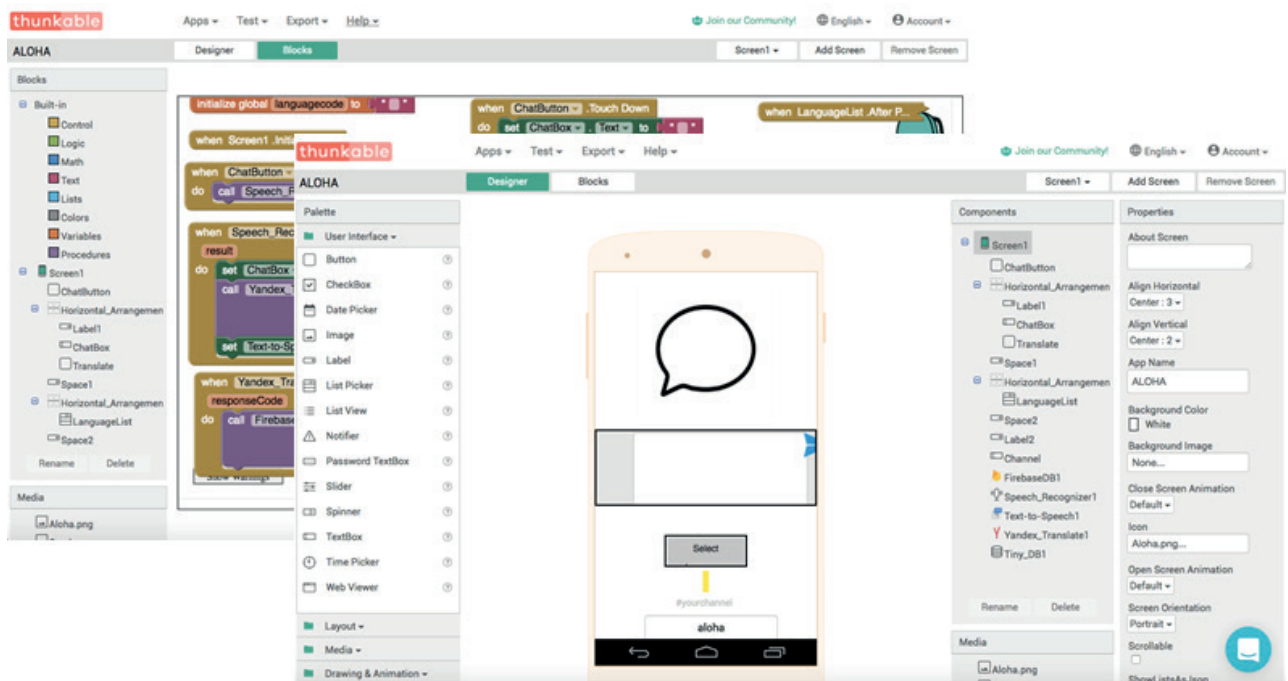 thunkable Apps Test Export Help Join our Community! English Account
ALOHA Designer Blocks Screen1 Add Screen Remove Screen
Blocks
Built-in
Control
Logic
Math
Text
Lists
Colors
Variables
Procedures
Screen1
ChatButton
Horizontal_Arrangemen
Label1
ChatBox
Translate
Space1
Horizontal_Arrangemen
LanguageList
Space2
Rename Delete
Media
Aloha.png
initialize global languagecode to " "
when Screen1 .Initia
when ChatButton
do call Speech_R
when Speech_Rec
result
do set ChatBox
call Yandex_
set Text-to-Sp
when Yandex_Tra
responseCode
do call Firebase
Show Warnings
when ChatButton .Touch Down
do set ChatBox . Text to " "
when LanguageList .After P...
thunkable Apps Test Export Help Join our Community! English Account
ALOHA Designer Blocks Screen1 Add Screen Remove Screen
Palette
User Interface
Button
CheckBox
Date Picker
Image
Label
List Picker
List View
Notifier
Password TextBox
Slider
Spinner
TextBox
Time Picker
Web Viewer
Layout
Media
Drawing & Animation
Select
#yourchannel
aloha
Components
Screen1
ChatButton
Horizontal_Arrangemen
Label1
ChatBox
Translate
Space1
Horizontal_Arrangemen
LanguageList
Space2
Label2
Channel
FirebaseDB1
Speech_Recognizer1
Text-to-Speech1
Yandex_Translate1
Tiny_DB1
Rename Delete
Media
Aloha.png
Properties
About Screen
Align Horizontal
Center : 3
Align Vertical
Center : 2
App Name
ALOHA
Background Color
White
Background Image
None...
Close Screen Animation
Default
Icon
Aloha.png...
Open Screen Animation
Default
Screen Orientation
Portrait
Scrollable
ShowListsAsJson